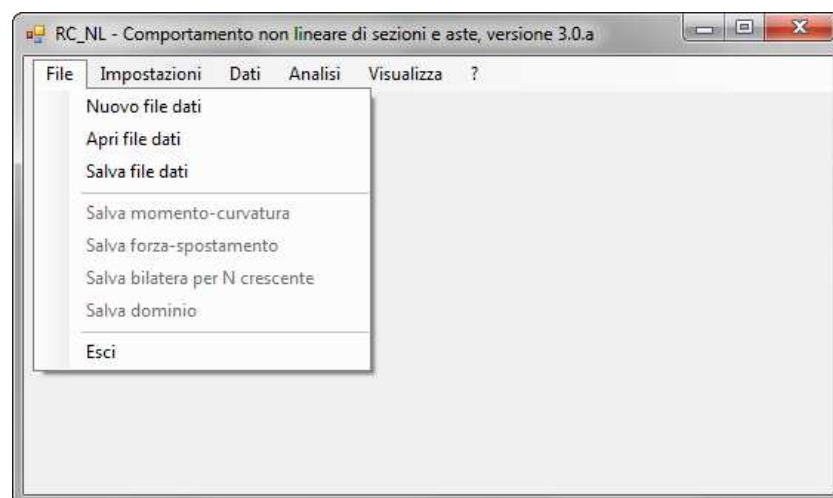 RC_NL - Comportamento non lineare di sezioni e aste, versione 3.0.a
File Impostazioni Dati Analisi Visualizza ?
Nuovo file dati
Apri file dati
Salva file dati
Salva momento-curvatura
Salva forza-spostamento
Salva bilatera per N crescente
Salva dominio
Esci